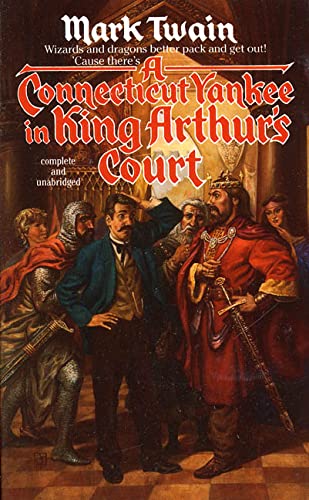 Mark Twain
Wizards and dragons better pack and get out!
'Cause there's
A
Connecticut Yankee
in King Arthur's
Court
complete
and
unabridged